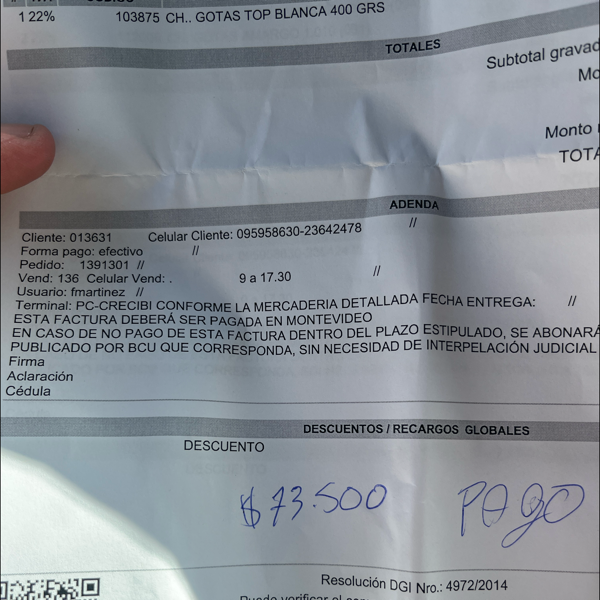 1 22% 103875 CH.. GOTAS TOP BLANCA 400 GRS
TOTALES
Subtotal gravad
Mo
Monto
TOTA
ADENDA
Cliente: 013631 Celular Cliente: 095958630-23642478 //
Forma pago: efectivo //
Pedido: 1391301 //
Vend: 136 Celular Vend: . 9 a 17.30 //
Usuario: fmartinez //
Terminal: PC-CRECIBI CONFORME LA MERCADERIA DETALLADA FECHA ENTREGA: //
ESTA FACTURA DEBERÁ SER PAGADA EN MONTEVIDEO
EN CASO DE NO PAGO DE ESTA FACTURA DENTRO DEL PLAZO ESTIPULADO, SE ABONARÁ
PUBLICADO POR BCU QUE CORRESPONDA, SIN NECESIDAD DE INTERPELACIÓN JUDICIAL
Firma
Aclaración
Cédula
DESCUENTOS / RECARGOS GLOBALES
DESCUENTO
$ 73.500 PAGO
Resolución DGI Nro.: 4972/2014